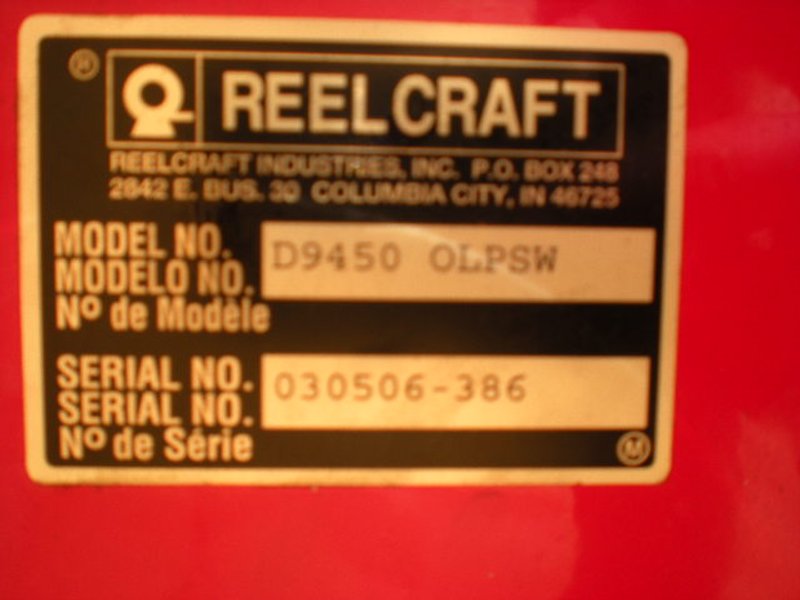 ®
REELCRAFT
REELCRAFT INDUSTRIES, INC. P.O. BOX 248
2842 E. BUS. 30 COLUMBIA CITY, IN 46725
MODEL NO. D9450 OLPSW
MODELO NO.
Nº de Modèle
SERIAL NO. 030506-386
SERIAL NO.
Nº de Série
M